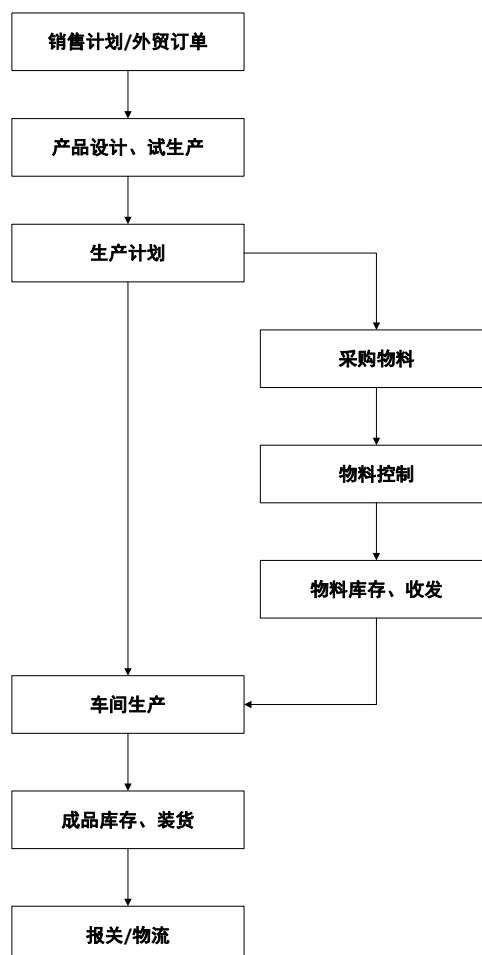 销售计划/外贸订单
产品设计、试生产
生产计划
采购物料
物料控制
物料库存、收发
车间生产
成品库存、装货
报关/物流